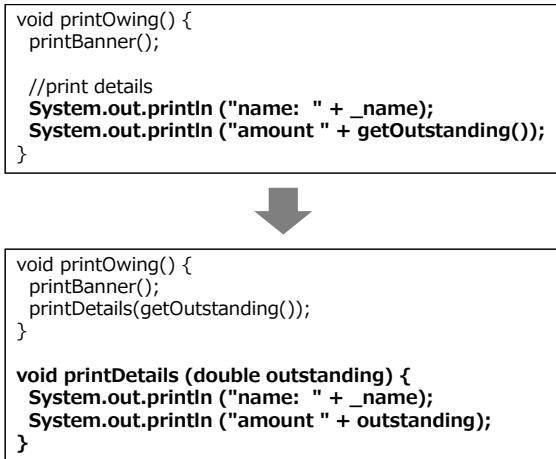 void printOwing() {
printBanner();
//print details
System.out.println ("name:  " + _name);
System.out.println ("amount " + getOutstanding());
}
void printOwing() {
printBanner();
printDetails(getOutstanding());
}
void printDetails (double outstanding) {
System.out.println ("name:  " + _name);
System.out.println ("amount " + outstanding);
}